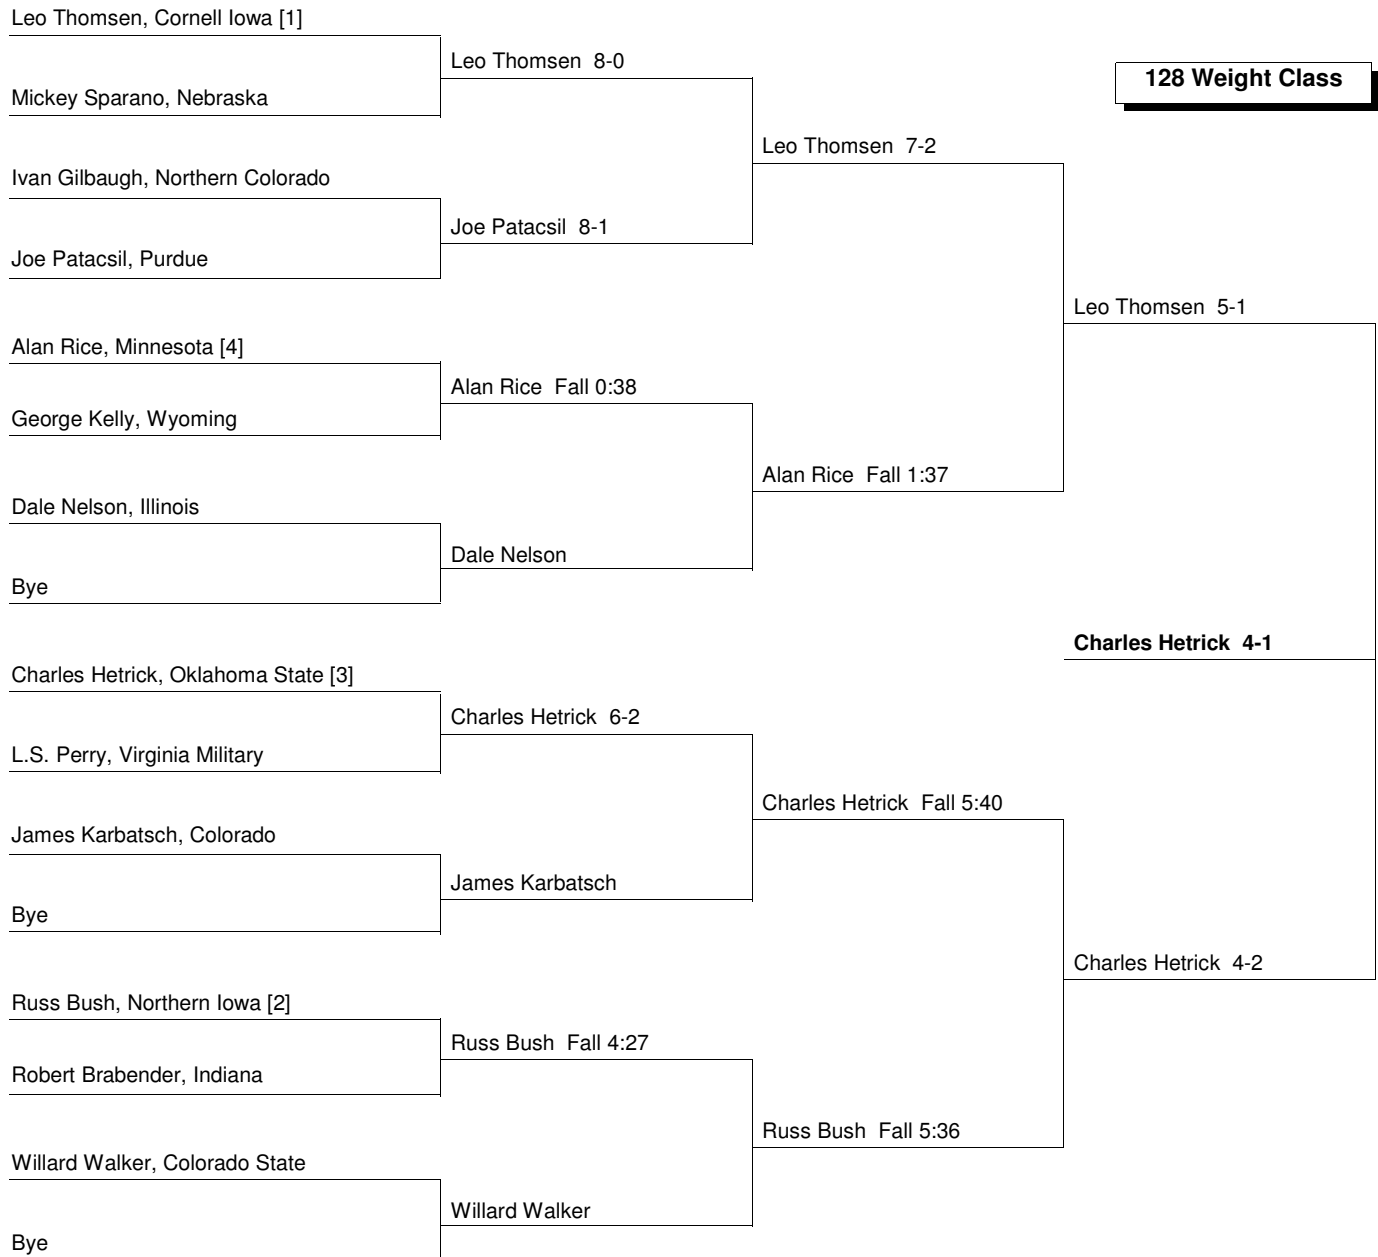 Leo Thomsen, Cornell Iowa [1]
Leo Thomsen 8-0
128 Weight Class
Mickey Sparano, Nebraska
Leo Thomsen 7-2
Ivan Gilbaugh, Northern Colorado
Joe Patacsil 8-1
Joe Patacsil, Purdue
Leo Thomsen 5-1
Alan Rice, Minnesota [4]
Alan Rice Fall 0:38
George Kelly, Wyoming
Alan Rice Fall 1:37
Dale Nelson, Illinois
Dale Nelson
Bye
Charles Hetrick 4-1
Charles Hetrick, Oklahoma State [3]
Charles Hetrick 6-2
L.S. Perry, Virginia Military
Charles Hetrick Fall 5:40
James Karbatsch, Colorado
James Karbatsch
Bye
Charles Hetrick 4-2
Russ Bush, Northern Iowa [2]
Russ Bush Fall 4:27
Robert Brabender, Indiana
Russ Bush Fall 5:36
Willard Walker, Colorado State
Willard Walker
Bye